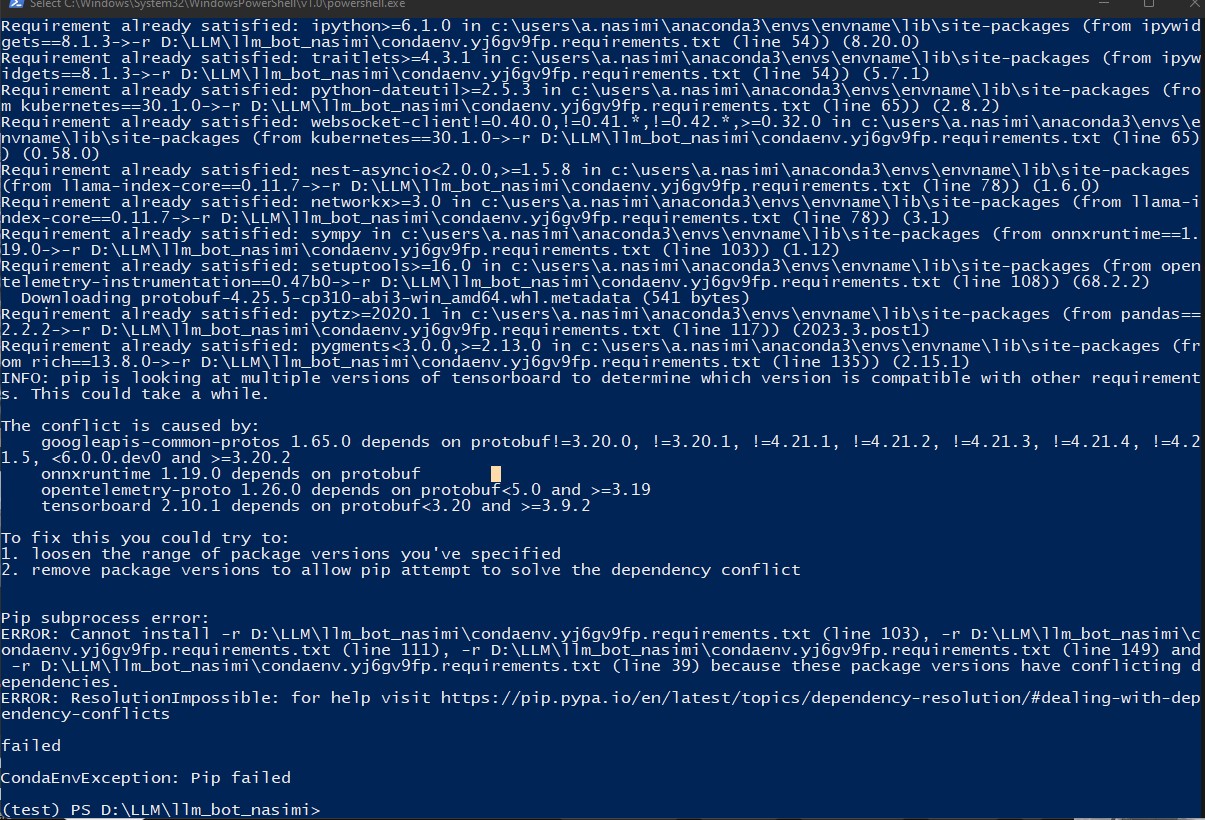 Select C:\Windows\System32\WindowsPowerShell\v1.0\powershell.exe
Requirement already satisfied: ipython>=6.1.0 in c:\users\a.nasimi\anaconda3\envs\envname\lib\site-packages (from ipywid
gets==8.1.3->-r D:\LLM\llm_bot_nasimi\condaenv.yj6gv9fp.requirements.txt (line 54)) (8.20.0)
Requirement already satisfied: traitlets>=4.3.1 in c:\users\a.nasimi\anaconda3\envs\envname\lib\site-packages (from ipyw
idgets==8.1.3->-r D:\LLM\llm_bot_nasimi\condaenv.yj6gv9fp.requirements.txt (line 54)) (5.7.1)
Requirement already satisfied: python-dateutil>=2.5.3 in c:\users\a.nasimi\anaconda3\envs\envname\lib\site-packages (fro
m kubernetes==30.1.0->-r D:\LLM\llm_bot_nasimi\condaenv.yj6gv9fp.requirements.txt (line 65)) (2.8.2)
Requirement already satisfied: websocket-client!=0.40.0,!=0.41.*,!=0.42.*,>=0.32.0 in c:\users\a.nasimi\anaconda3\envs\e
nvname\lib\site-packages (from kubernetes==30.1.0->-r D:\LLM\llm_bot_nasimi\condaenv.yj6gv9fp.requirements.txt (line 65)
) (0.58.0)
Requirement already satisfied: nest-asyncio<2.0.0,>=1.5.8 in c:\users\a.nasimi\anaconda3\envs\envname\lib\site-packages
(from llama-index-core==0.11.7->-r D:\LLM\llm_bot_nasimi\condaenv.yj6gv9fp.requirements.txt (line 78)) (1.6.0)
Requirement already satisfied: networkx>=3.0 in c:\users\a.nasimi\anaconda3\envs\envname\lib\site-packages (from llama-i
ndex-core==0.11.7->-r D:\LLM\llm_bot_nasimi\condaenv.yj6gv9fp.requirements.txt (line 78)) (3.1)
Requirement already satisfied: sympy in c:\users\a.nasimi\anaconda3\envs\envname\lib\site-packages (from onnxruntime==1.
19.0->-r D:\LLM\llm_bot_nasimi\condaenv.yj6gv9fp.requirements.txt (line 103)) (1.12)
Requirement already satisfied: setuptools>=16.0 in c:\users\a.nasimi\anaconda3\envs\envname\lib\site-packages (from open
telemetry-instrumentation==0.47b0->-r D:\LLM\llm_bot_nasimi\condaenv.yj6gv9fp.requirements.txt (line 108)) (68.2.2)
Downloading protobuf-4.25.5-cp310-abi3-win_amd64.whl.metadata (541 bytes)
Requirement already satisfied: pytz>=2020.1 in c:\users\a.nasimi\anaconda3\envs\envname\lib\site-packages (from pandas==
2.2.2->-r D:\LLM\llm_bot_nasimi\condaenv.yj6gv9fp.requirements.txt (line 117)) (2023.3.post1)
Requirement already satisfied: pygments<3.0.0,>=2.13.0 in c:\users\a.nasimi\anaconda3\envs\envname\lib\site-packages (fr
om rich==13.8.0->-r D:\LLM\llm_bot_nasimi\condaenv.yj6gv9fp.requirements.txt (line 135)) (2.15.1)
INFO: pip is looking at multiple versions of tensorboard to determine which version is compatible with other requirement
s. This could take a while.
The conflict is caused by:
googleapis-common-protos 1.65.0 depends on protobuf!=3.20.0, !=3.20.1, !=4.21.1, !=4.21.2, !=4.21.3, !=4.21.4, !=4.2
1.5, <6.0.0.dev0 and >=3.20.2
onnxruntime 1.19.0 depends on protobuf
opentelemetry-proto 1.26.0 depends on protobuf<5.0 and >=3.19
tensorboard 2.10.1 depends on protobuf<3.20 and >=3.9.2
To fix this you could try to:
1. loosen the range of package versions you've specified
2. remove package versions to allow pip attempt to solve the dependency conflict
Pip subprocess error:
ERROR: Cannot install -r D:\LLM\llm_bot_nasimi\condaenv.yj6gv9fp.requirements.txt (line 103), -r D:\LLM\llm_bot_nasimi\c
ondaenv.yj6gv9fp.requirements.txt (line 111), -r D:\LLM\llm_bot_nasimi\condaenv.yj6gv9fp.requirements.txt (line 149) and
-r D:\LLM\llm_bot_nasimi\condaenv.yj6gv9fp.requirements.txt (line 39) because these package versions have conflicting d
ependencies.
ERROR: ResolutionImpossible: for help visit https://pip.pypa.io/en/latest/topics/dependency-resolution/#dealing-with-dep
endency-conflicts
failed
CondaEnvException: Pip failed
(test) PS D:\LLM\llm_bot_nasimi>